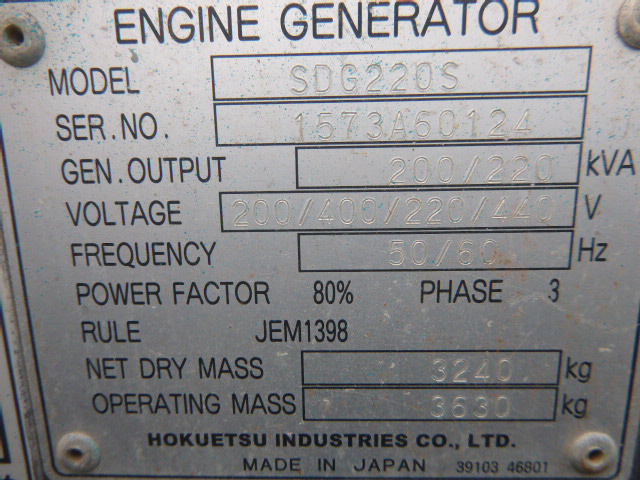 ENGINE GENERATOR
MODEL SDG220S
SER.NO. 1573A60124
GEN.OUTPUT 200/220 kVA
VOLTAGE 200/400/220/440 V
FREQUENCY 50/60 Hz
POWER FACTOR 80% PHASE 3
RULE JEM1398
NET DRY MASS 3240 kg
OPERATING MASS 3630 kg
HOKUETSU INDUSTRIES CO., LTD.
MADE IN JAPAN 39103 46801